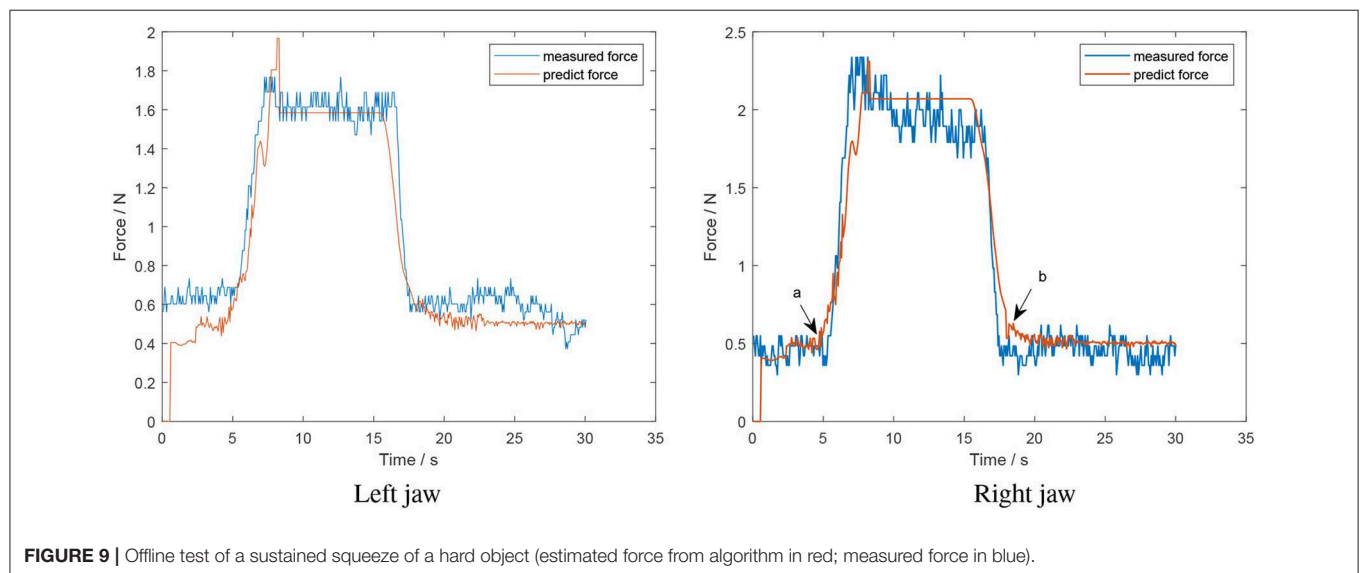 2
1.8
1.6
1.4
1.2
1
0.8
0.6
0.4
0.2
0
Force / N
0 5 10 15 20 25 30 35
Time / s
measured force
predict force
Left jaw
2.5
2
1.5
1
0.5
0
Force / N
0 5 10 15 20 25 30 35
Time / s
measured force
predict force
a
b
Right jaw
FIGURE 9 | Offline test of a sustained squeeze of a hard object (estimated force from algorithm in red; measured force in blue).